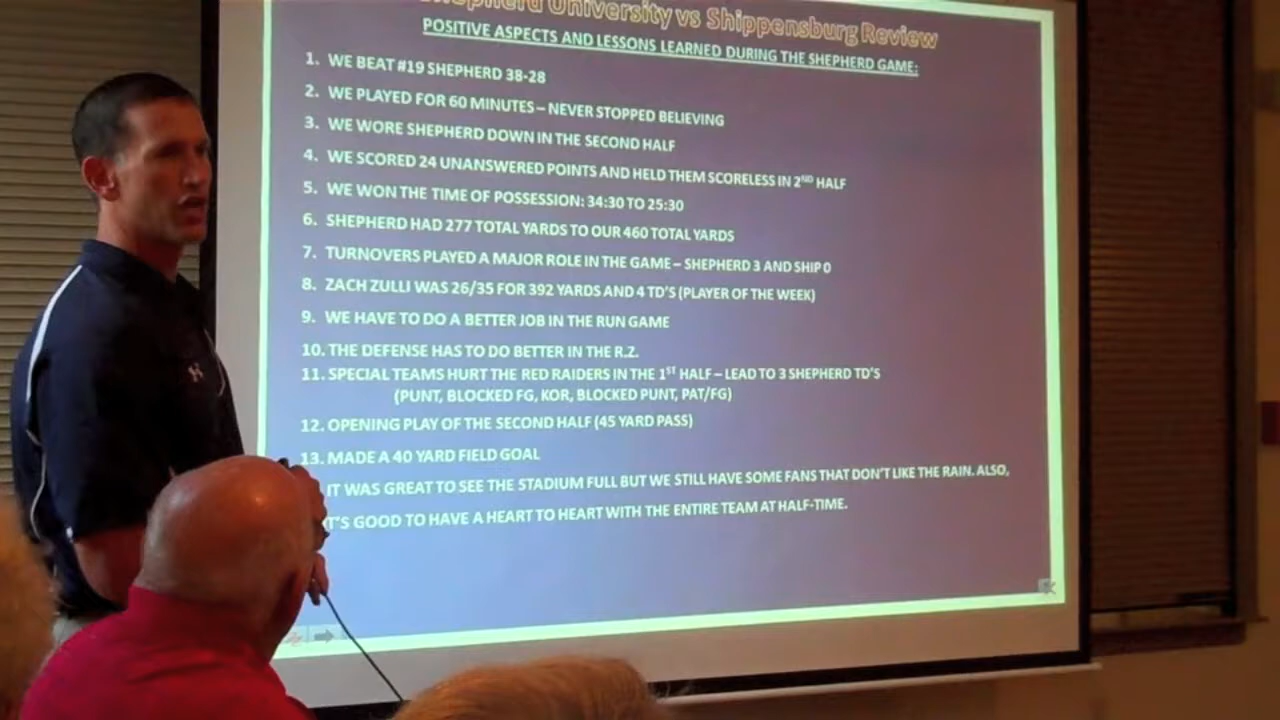 Shepherd University vs Shippensburg Review
POSITIVE ASPECTS AND LESSONS LEARNED DURING THE SHEPHERD GAME:
1. WE BEAT #19 SHEPHERD 38-28
2. WE PLAYED FOR 60 MINUTES – NEVER STOPPED BELIEVING
3. WE WORE SHEPHERD DOWN IN THE SECOND HALF
4. WE SCORED 24 UNANSWERED POINTS AND HELD THEM SCORELESS IN 2ND HALF
5. WE WON THE TIME OF POSSESSION: 34:30 TO 25:30
6. SHEPHERD HAD 277 TOTAL YARDS TO OUR 460 TOTAL YARDS
7. TURNOVERS PLAYED A MAJOR ROLE IN THE GAME – SHEPHERD 3 AND SHIP 0
8. ZACH ZULLI WAS 26/35 FOR 392 YARDS AND 4 TD'S (PLAYER OF THE WEEK)
9. WE HAVE TO DO A BETTER JOB IN THE RUN GAME
10. THE DEFENSE HAS TO DO BETTER IN THE R.Z.
11. SPECIAL TEAMS HURT THE RED RAIDERS IN THE 1ST HALF – LEAD TO 3 SHEPHERD TD'S
(PUNT, BLOCKED FG, KOR, BLOCKED PUNT, PAT/FG)
12. OPENING PLAY OF THE SECOND HALF (45 YARD PASS)
13. MADE A 40 YARD FIELD GOAL
IT WAS GREAT TO SEE THE STADIUM FULL BUT WE STILL HAVE SOME FANS THAT DON'T LIKE THE RAIN. ALSO,
T'S GOOD TO HAVE A HEART TO HEART WITH THE ENTIRE TEAM AT HALF-TIME.